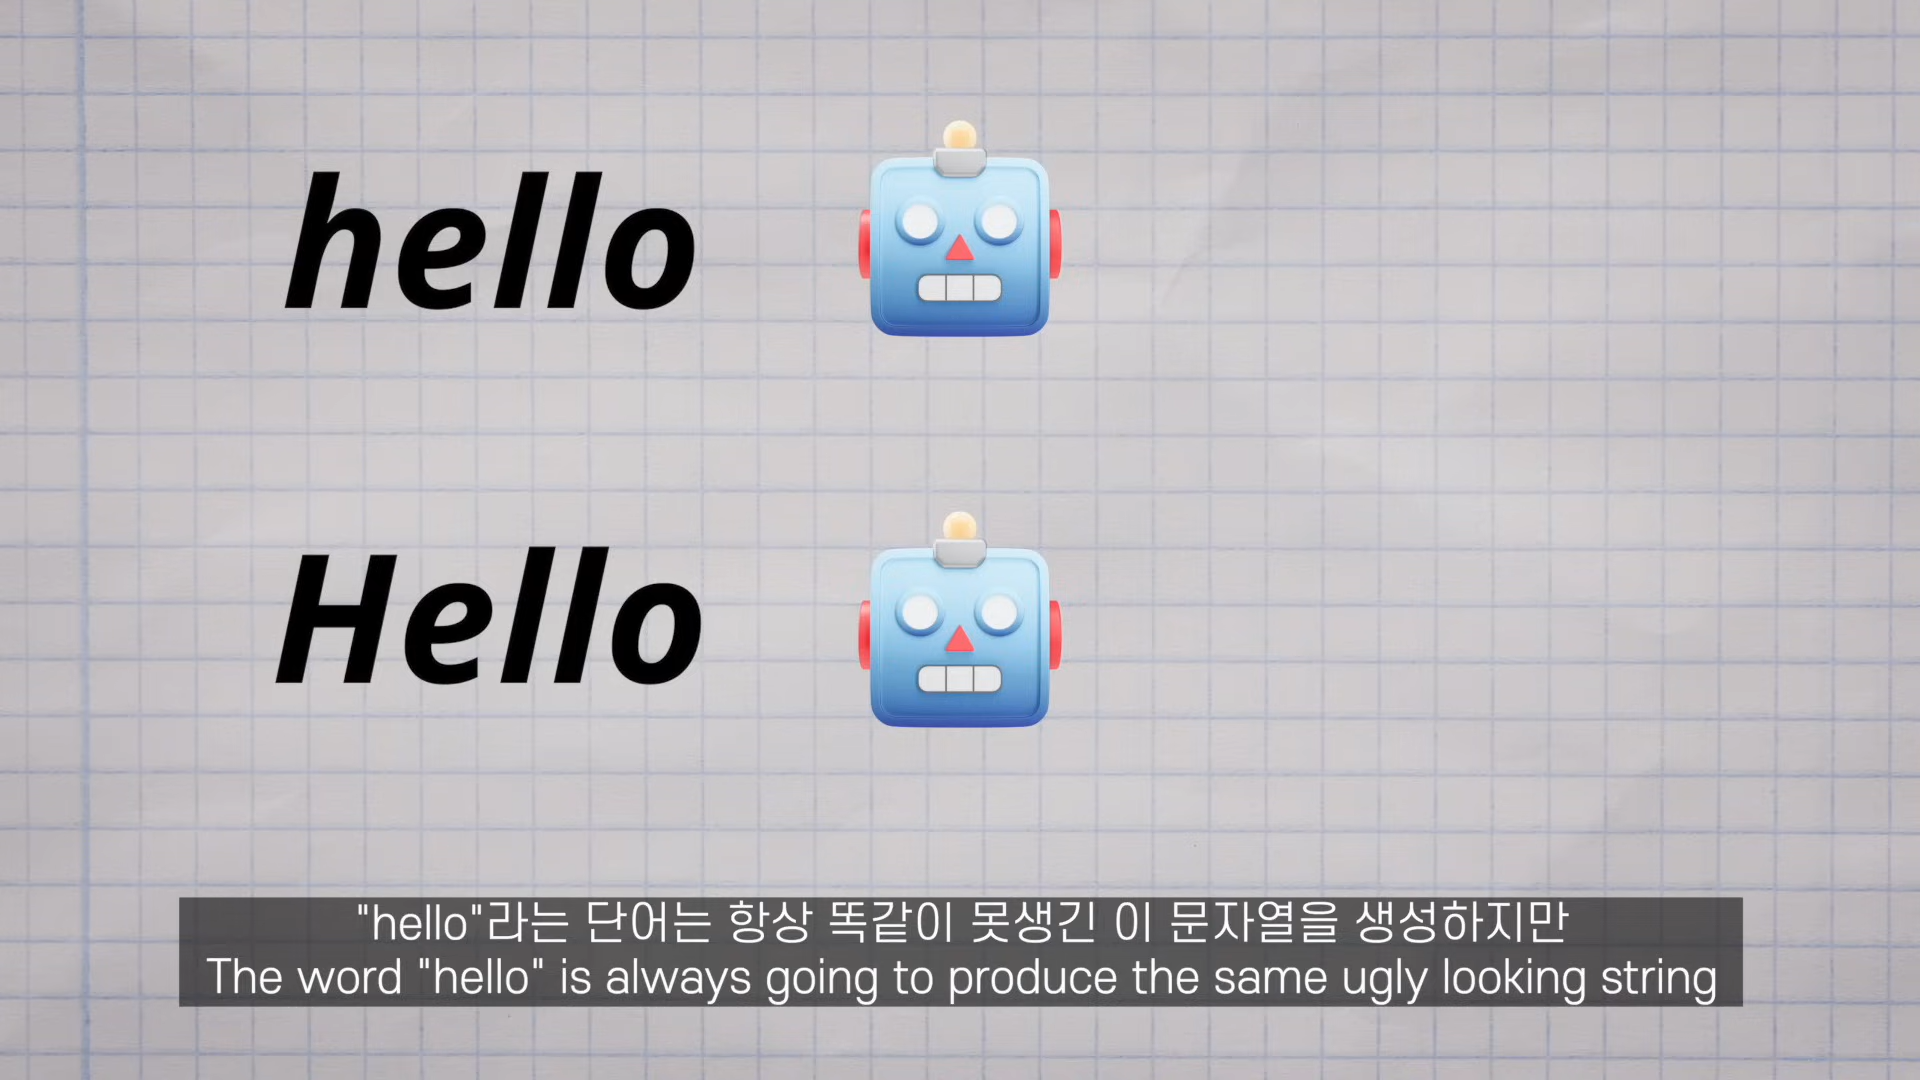 hello
Hello
"hello"라는 단어는 항상 똑같이 못생긴 이 문자열을 생성하지만
The word "hello" is always going to produce the same ugly looking string